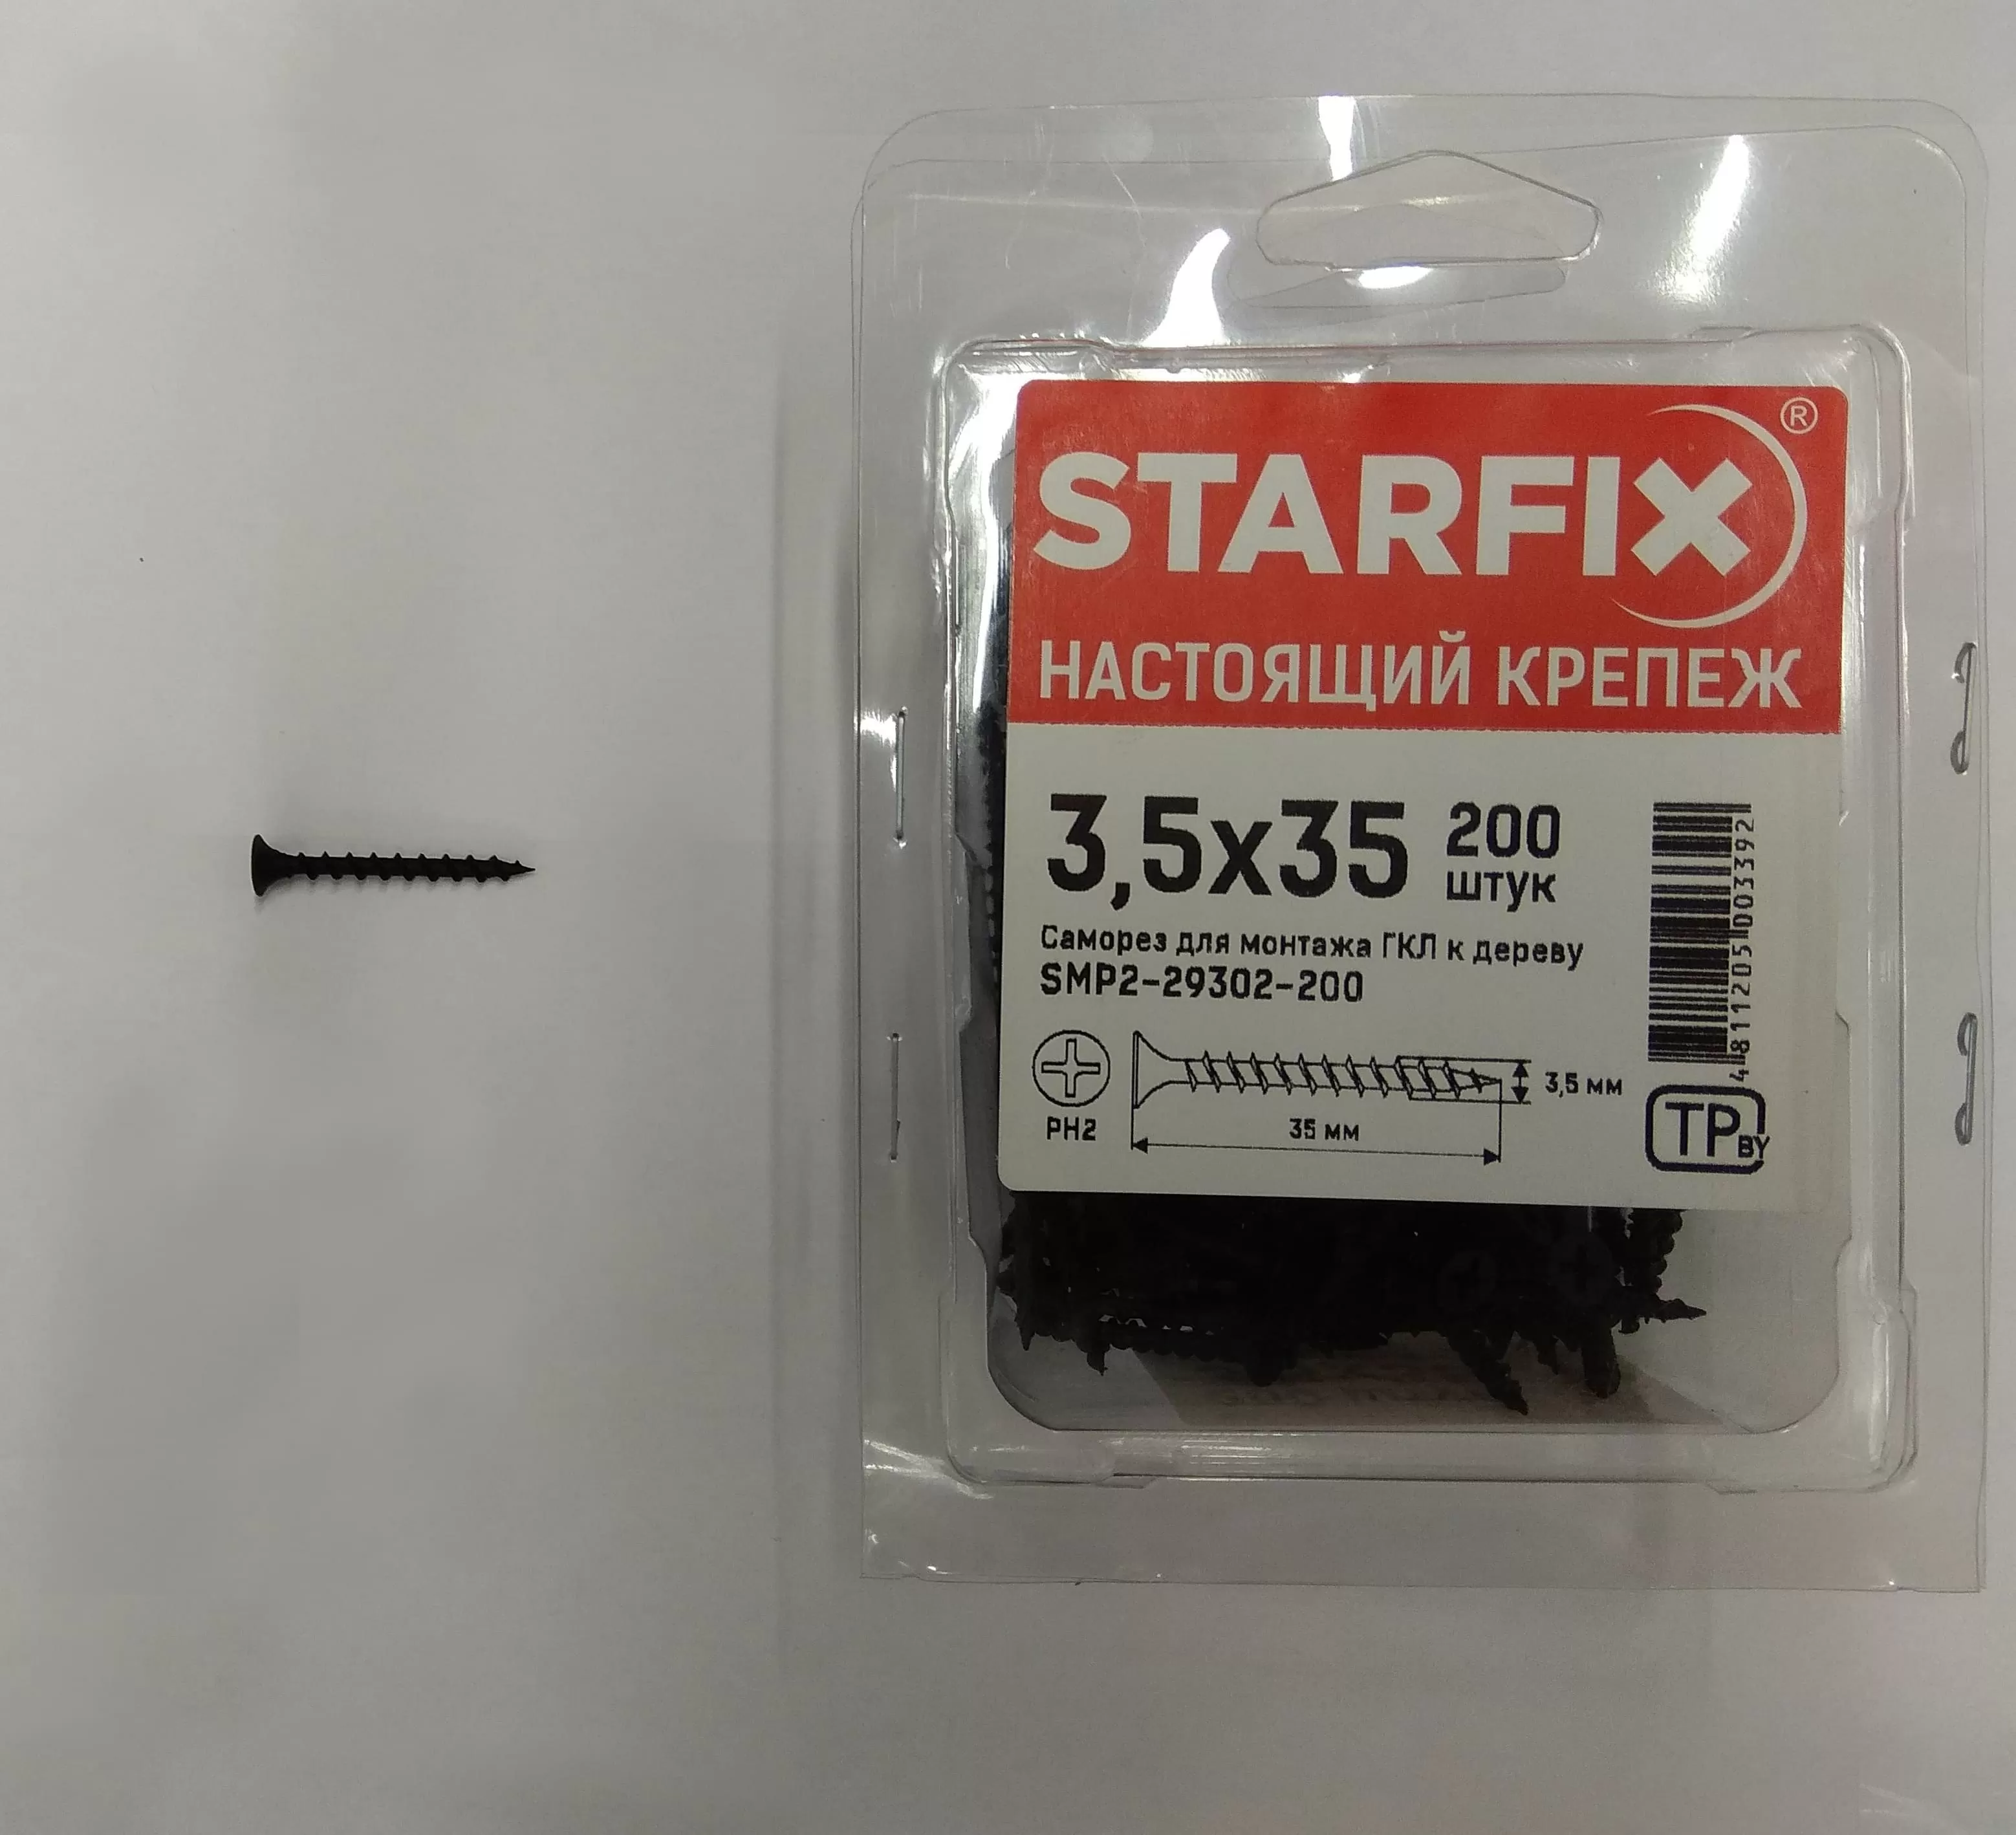 STARFIX®
НАСТОЯЩИЙ КРЕПЕЖ
3,5х35 200 штук
Саморез для монтажа ГКЛ к дереву
SMP2-29302-200
PH2
35 мм
3,5 мм
4811205003392
TP BY